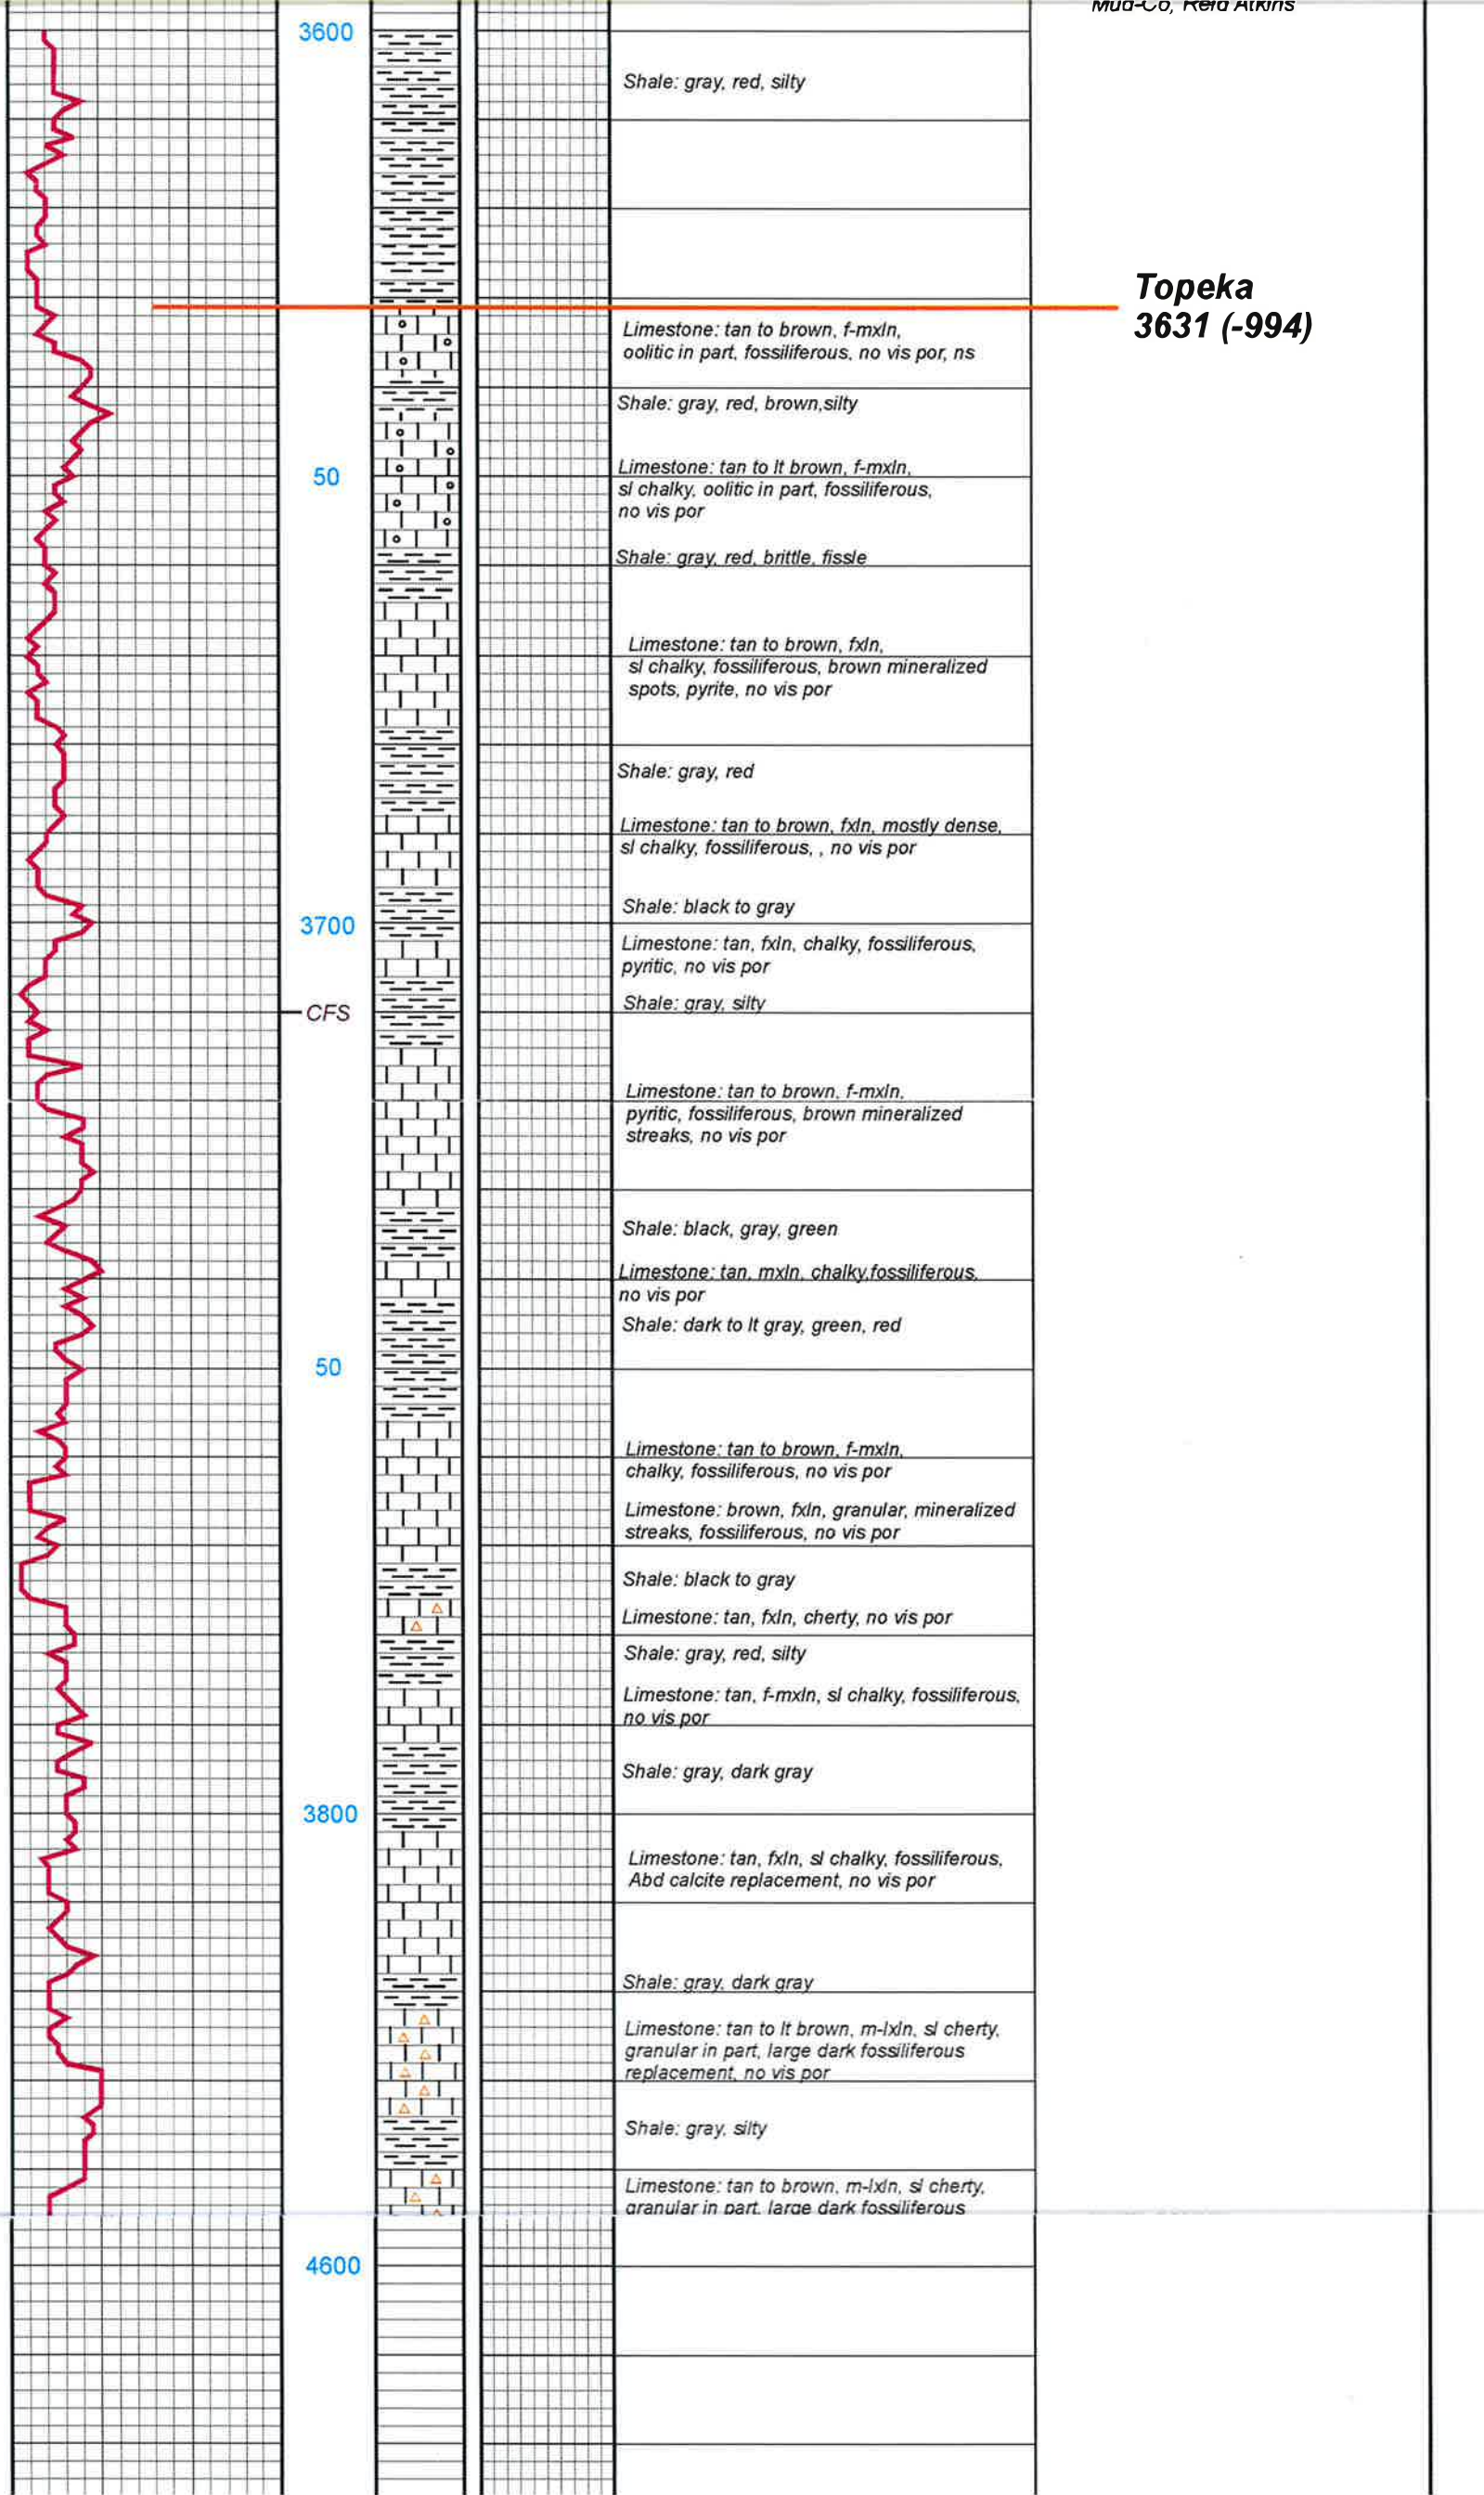 Mud-Co, Reid Atkins
3600
Shale: gray, red, silty
Topeka
3631 (-994)
Limestone: tan to brown, f-mxln,
oolitic in part, fossiliferous, no vis por, ns
Shale: gray, red, brown,silty
50
Limestone: tan to lt brown, f-mxln,
sl chalky, oolitic in part, fossiliferous,
no vis por
Shale: gray, red, brittle, fissle
Limestone: tan to brown, fxln,
sl chalky, fossiliferous, brown mineralized
spots, pyrite, no vis por
Shale: gray, red
Limestone: tan to brown, fxln, mostly dense,
sl chalky, fossiliferous, , no vis por
Shale: black to gray
3700
Limestone: tan, fxln, chalky, fossiliferous,
pyritic, no vis por
Shale: gray, silty
CFS
Limestone: tan to brown, f-mxln,
pyritic, fossiliferous, brown mineralized
streaks, no vis por
Shale: black, gray, green
Limestone: tan, mxln, chalky,fossiliferous,
no vis por
Shale: dark to lt gray, green, red
50
Limestone: tan to brown, f-mxln,
chalky, fossiliferous, no vis por
Limestone: brown, fxln, granular, mineralized
streaks, fossiliferous, no vis por
Shale: black to gray
Limestone: tan, fxln, cherty, no vis por
Shale: gray, red, silty
Limestone: tan, f-mxln, sl chalky, fossiliferous,
no vis por
Shale: gray, dark gray
3800
Limestone: tan, fxln, sl chalky, fossiliferous,
Abd calcite replacement, no vis por
Shale: gray, dark gray
Limestone: tan to lt brown, m-lxln, sl cherty,
granular in part, large dark fossiliferous
replacement, no vis por
Shale: gray, silty
Limestone: tan to brown, m-lxln, sl cherty,
granular in part, large dark fossiliferous
4600